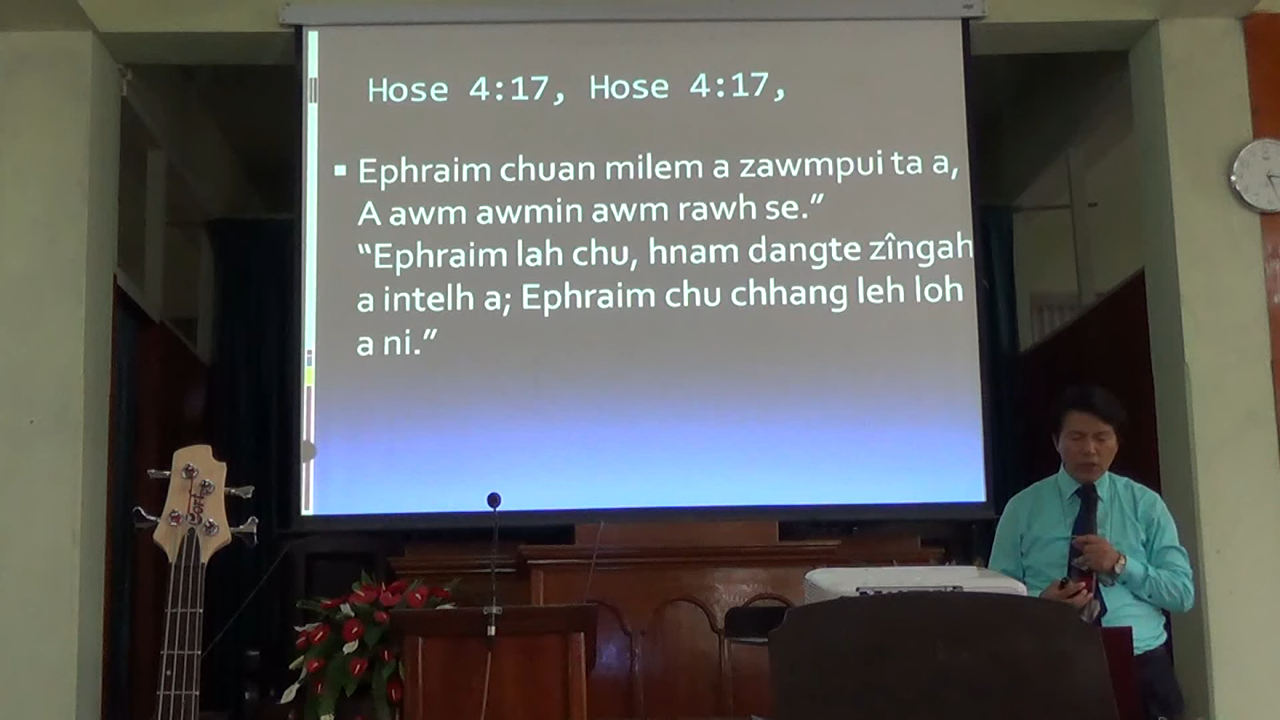 Hose 4:17, Hose 4:17,
▪ Ephraim chuan milem a zawmpui ta a,
A awm awmin awm rawh se.”
“Ephraim lah chu, hnam dangte zîngah
a intelh a; Ephraim chu chhang leh loh
a ni.”
Cort